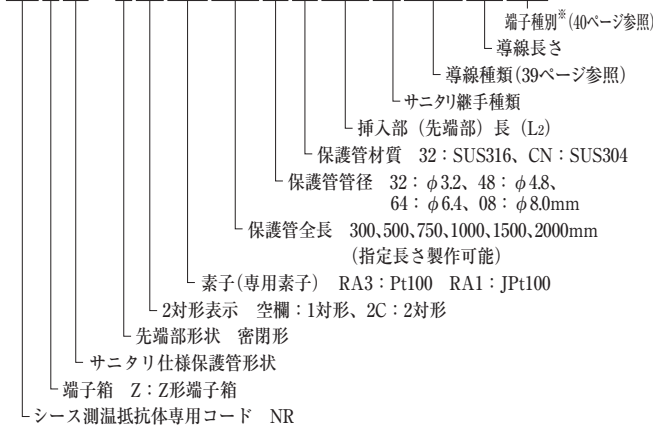 端子種別※(40ページ参照)
導線長さ
導線種類(39ページ参照)
サニタリ継手種類
挿入部（先端部）長（L2）
保護管材質　32：SUS316、CN：SUS304
保護管管径　32：φ3.2、48：φ4.8、
64：φ6.4、08：φ8.0mm
保護管全長　300,500,750,1000,1500,2000mm
(指定長さ製作可能)
素子(専用素子)　RA3：Pt100　RA1：JPt100
2対形表示　空欄：1対形、2C：2対形
先端部形状　密閉形
サニタリ仕様保護管形状
端子箱　Z：Z形端子箱
シース測温抵抗体専用コード　NR